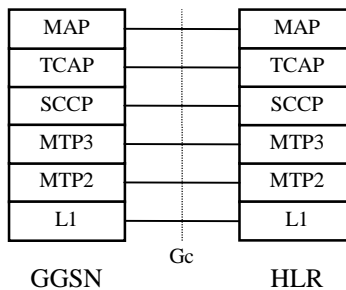 MAP MAP
TCAP TCAP
SCCP SCCP
MTP3 MTP3
MTP2 MTP2
L1 L1
Gc
GGSN HLR